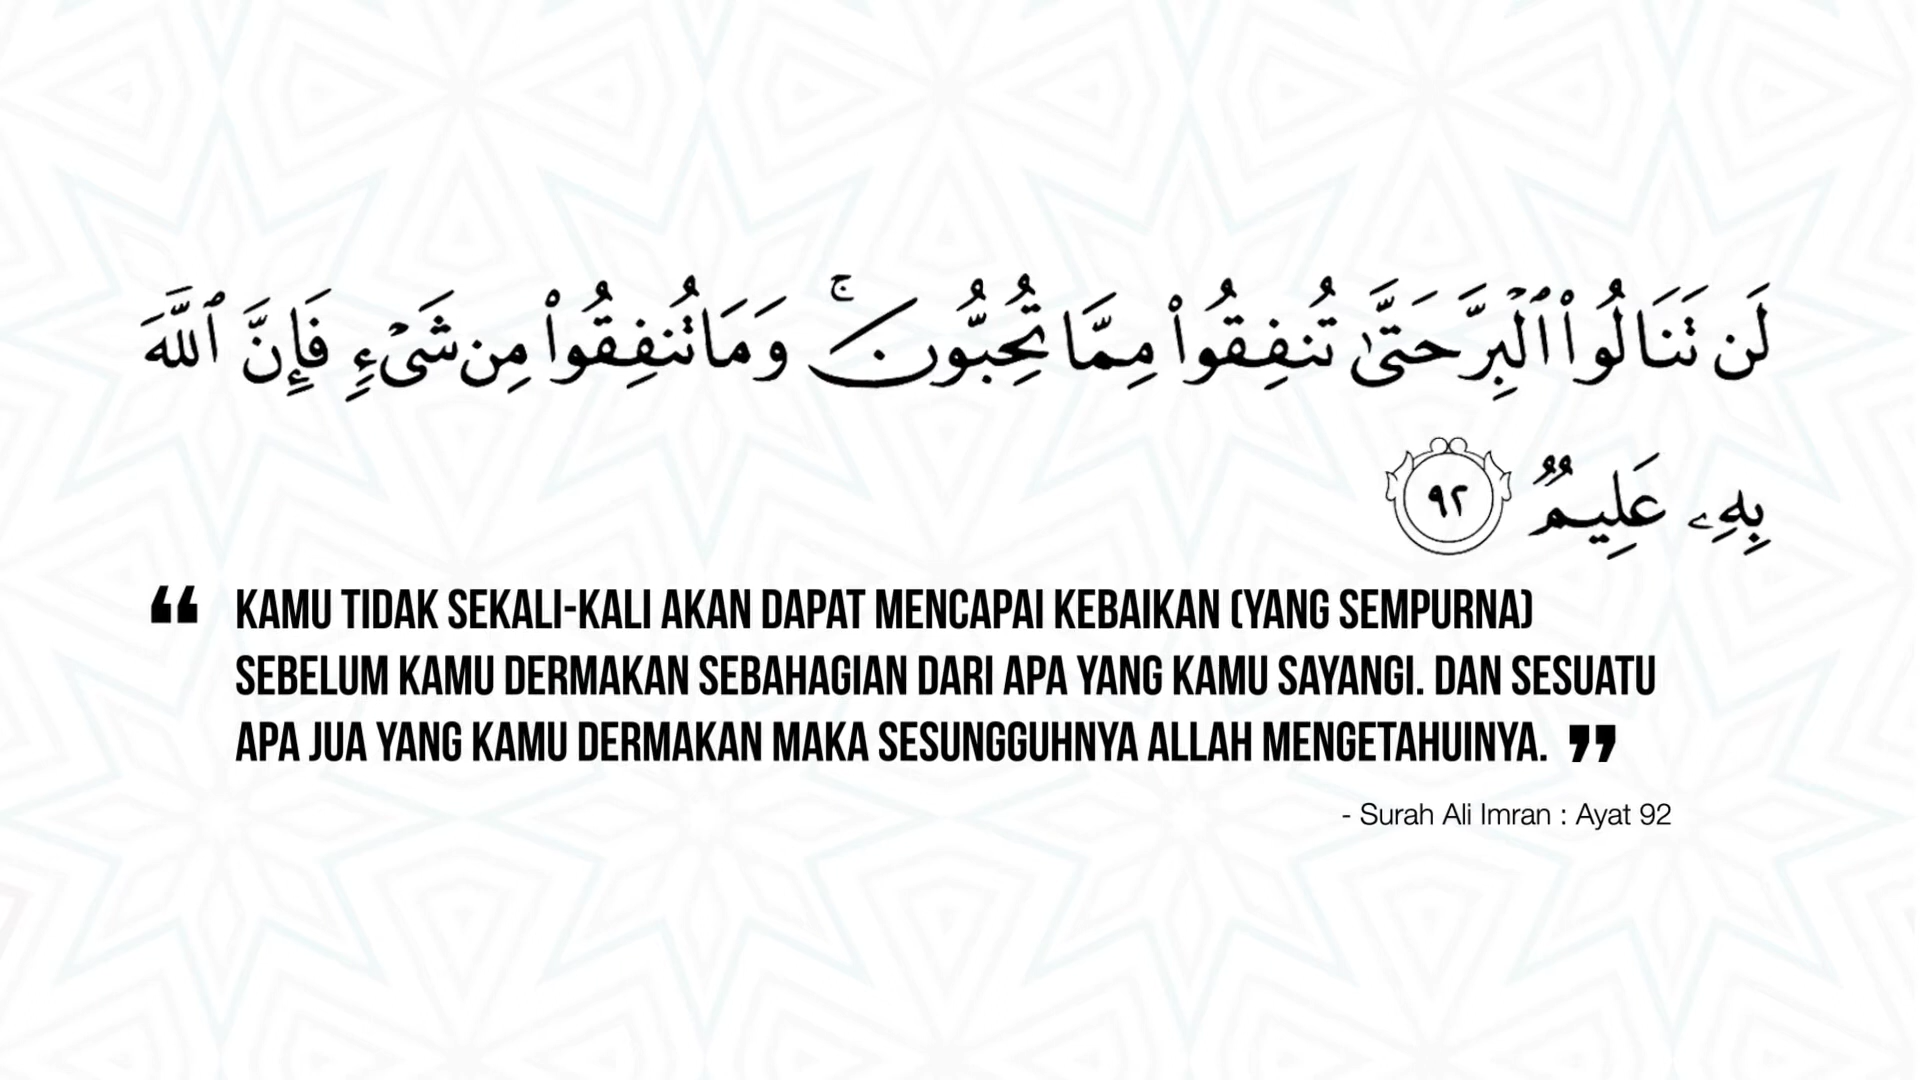 لَن تَنَالُوا۟ ٱلْبِرَّ حَتَّىٰ تُنفِقُوا۟ مِمَّا تُحِبُّونَ ۚ وَمَا تُنفِقُوا۟ مِن شَىْءٍ فَإِنَّ ٱللَّهَ
بِهِۦ عَلِيمٌ ٩٢
“ KAMU TIDAK SEKALI-KALI AKAN DAPAT MENCAPAI KEBAIKAN (YANG SEMPURNA)
SEBELUM KAMU DERMAKAN SEBAHAGIAN DARI APA YANG KAMU SAYANGI. DAN SESUATU
APA JUA YANG KAMU DERMAKAN MAKA SESUNGGUHNYA ALLAH MENGETAHUINYA. ”
- Surah Ali Imran : Ayat 92